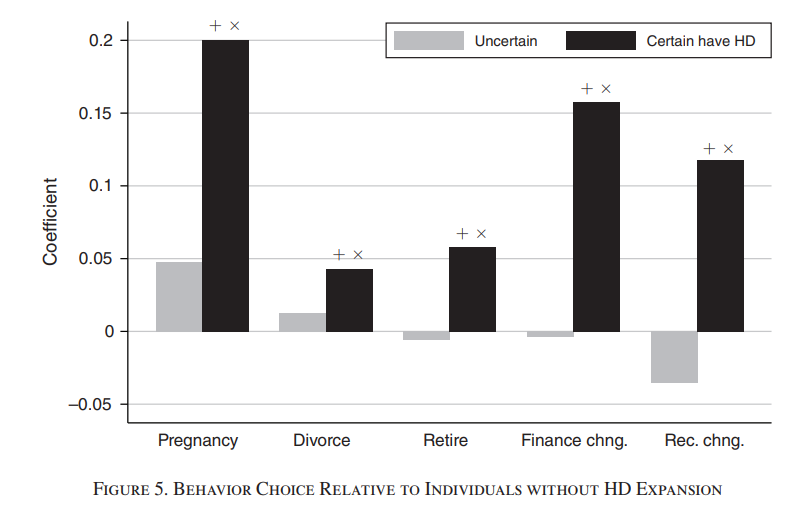 + ×
0.2
Uncertain
Certain have HD
+ ×
0.15
+ ×
0.1
Coefficient
+ ×
+ ×
0.05
0
−0.05
Pregnancy
Divorce
Retire
Finance chng.
Rec. chng.
FIGURE 5. BEHAVIOR CHOICE RELATIVE TO INDIVIDUALS WITHOUT HD EXPANSION